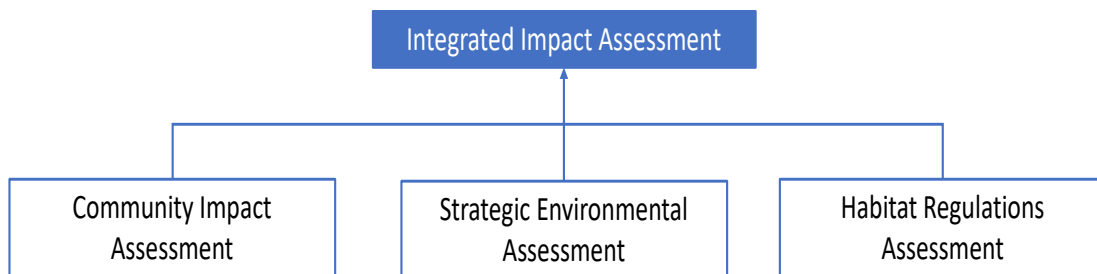 Integrated Impact Assessment
Community Impact
Assessment
Strategic Environmental
Assessment
Habitat Regulations
Assessment